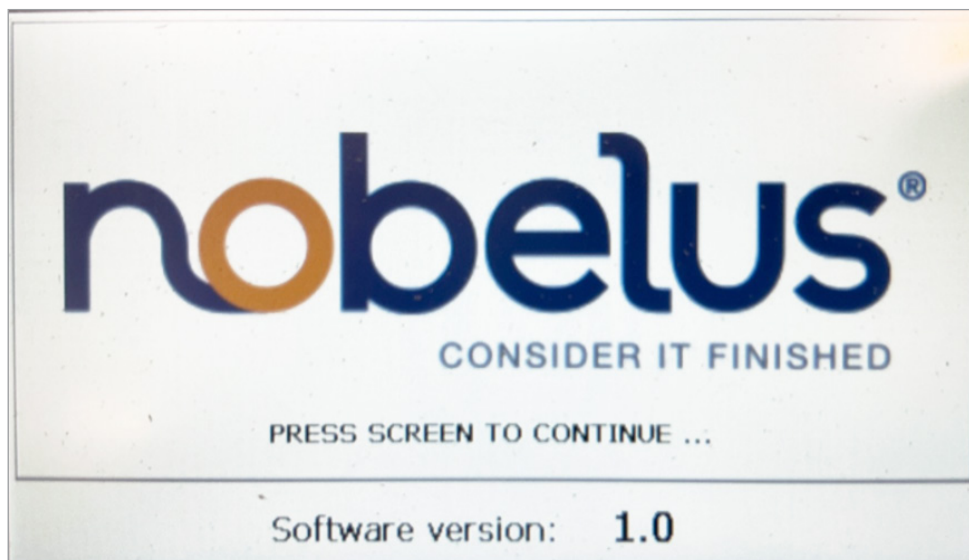 nobelus®
CONSIDER IT FINISHED
PRESS SCREEN TO CONTINUE ...
Software version: 1.0